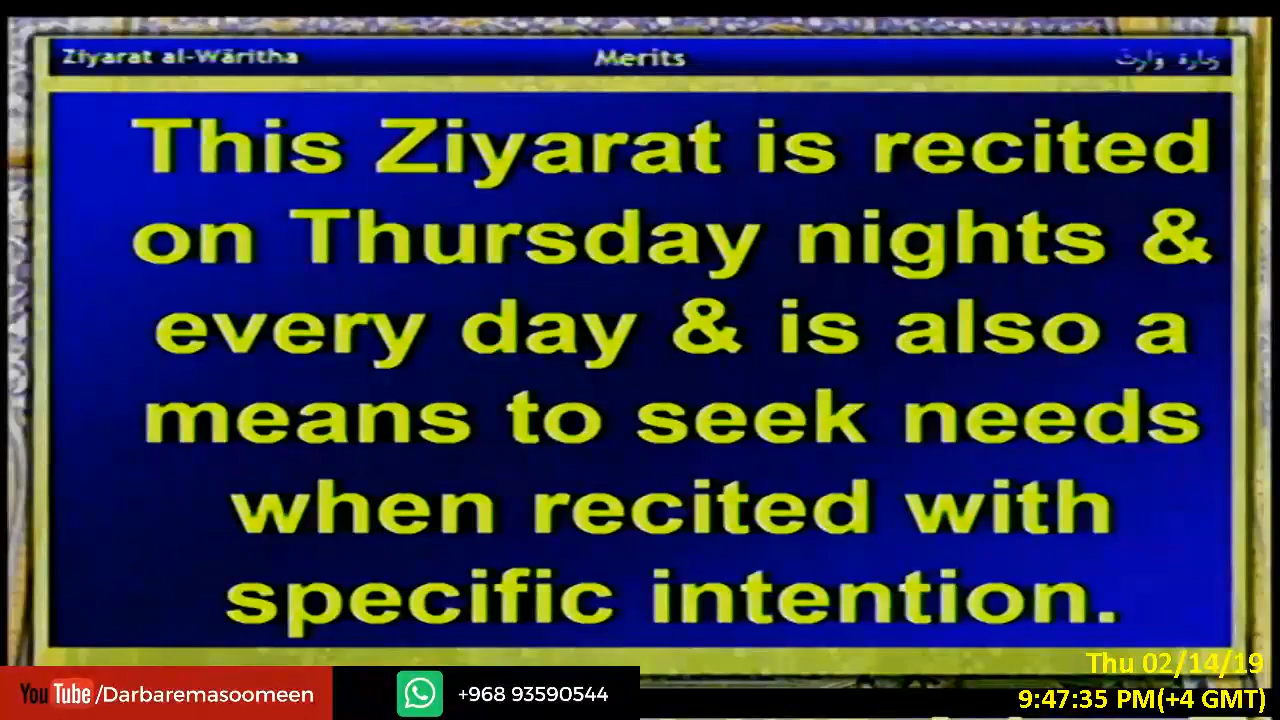 Ziyarat al-Wāritha
Merits
زيارة وارث
This Ziyarat is recited
on Thursday nights &
every day & is also a
means to seek needs
when recited with
specific intention.
Thu 02/14/19
YouTube /Darbaremasoomeen
+968 93590544
9:47:35 PM(+4 GMT)